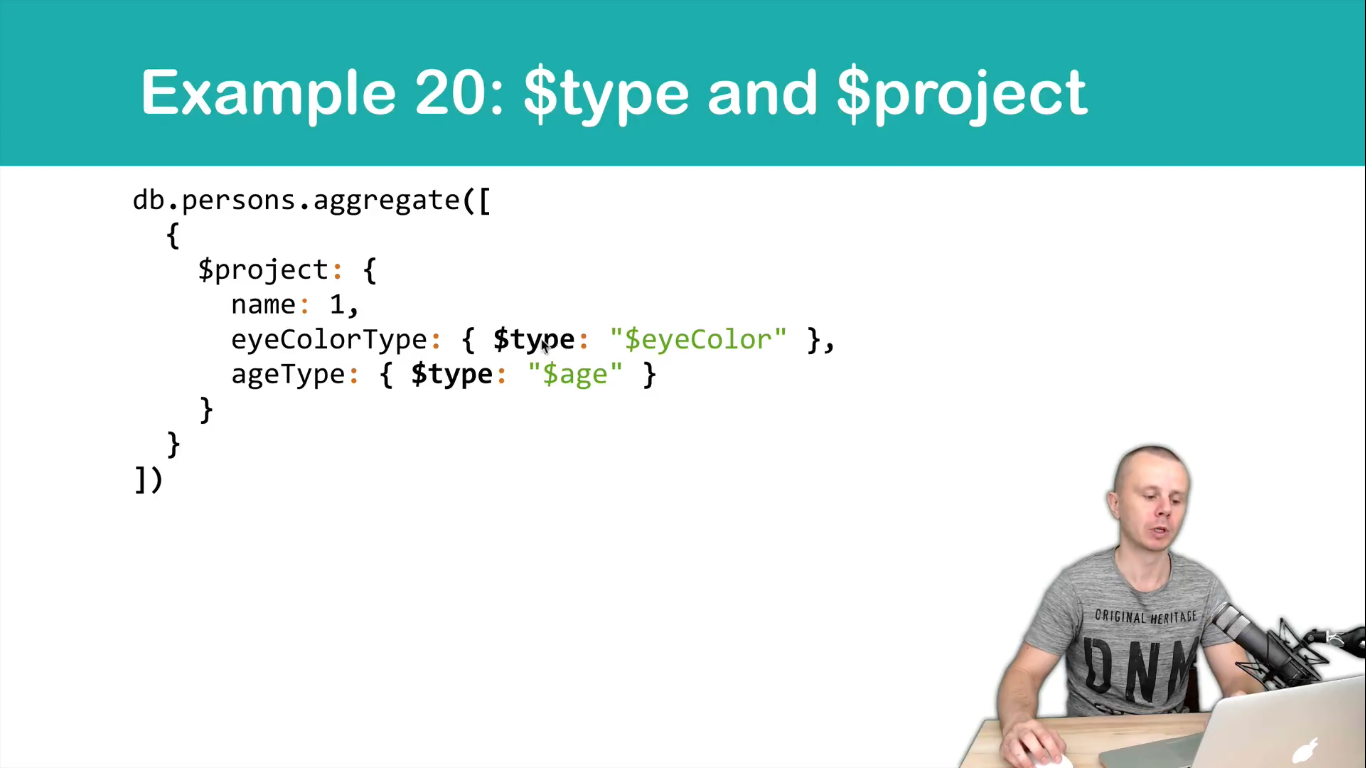 Example 20: $type and $project
db.persons.aggregate([
  {
    $project: {
      name: 1,
      eyeColorType: { $type: "$eyeColor" },
      ageType: { $type: "$age" }
    }
  }
])
ORIGINAL HERITAGE
DNM